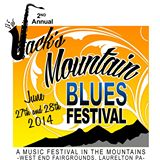 2ND
Annual
Jack's
Mountain
June
27th and 28th
2014
BLUES
FESTIVAL
A MUSIC FESTIVAL IN THE MOUNTAINS
-WEST END FAIRGROUNDS, LAURELTON PA-